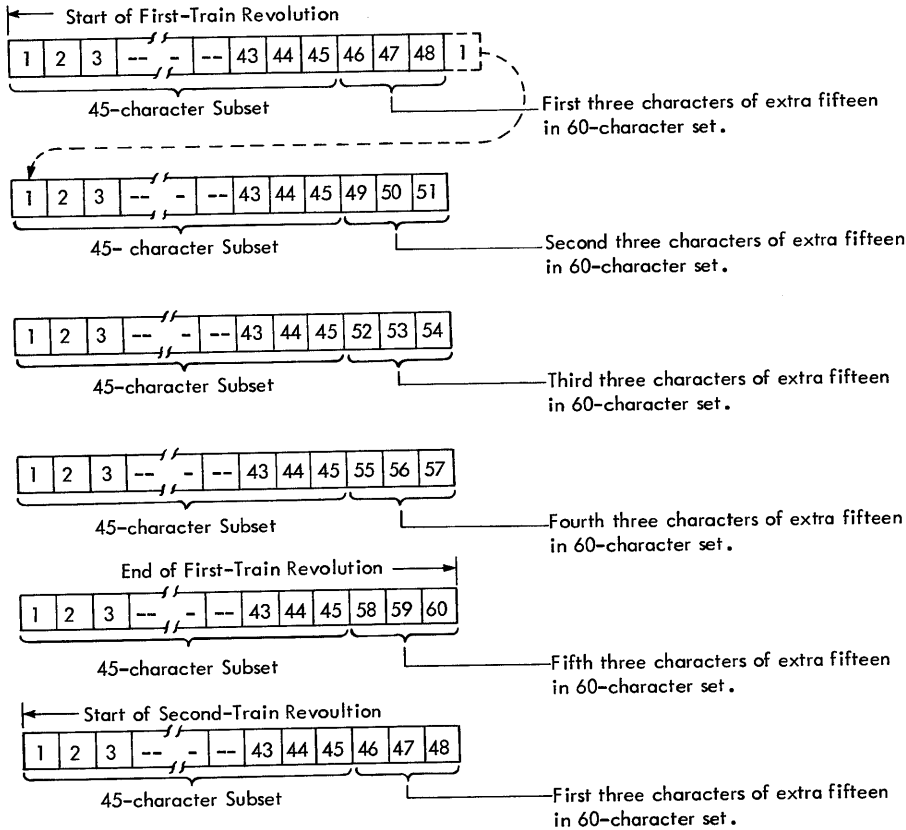 Start of First-Train Revolution
1 2 3 -- - -- 43 44 45 46 47 48 1
45-character Subset
First three characters of extra fifteen
in 60-character set.
1 2 3 -- - -- 43 44 45 49 50 51
45- character Subset
Second three characters of extra fifteen
in 60-character set.
1 2 3 -- - -- 43 44 45 52 53 54
45-character Subset
Third three characters of extra fifteen
in 60-character set.
1 2 3 -- - -- 43 44 45 55 56 57
45-character Subset
Fourth three characters of extra fifteen
in 60-character set.
End of First-Train Revolution
1 2 3 -- - -- 43 44 45 58 59 60
45-character Subset
Fifth three characters of extra fifteen
in 60-character set.
Start of Second-Train Revoultion
1 2 3 -- - -- 43 44 45 46 47 48
45-character Subset
First three characters of extra fifteen
in 60-character set.